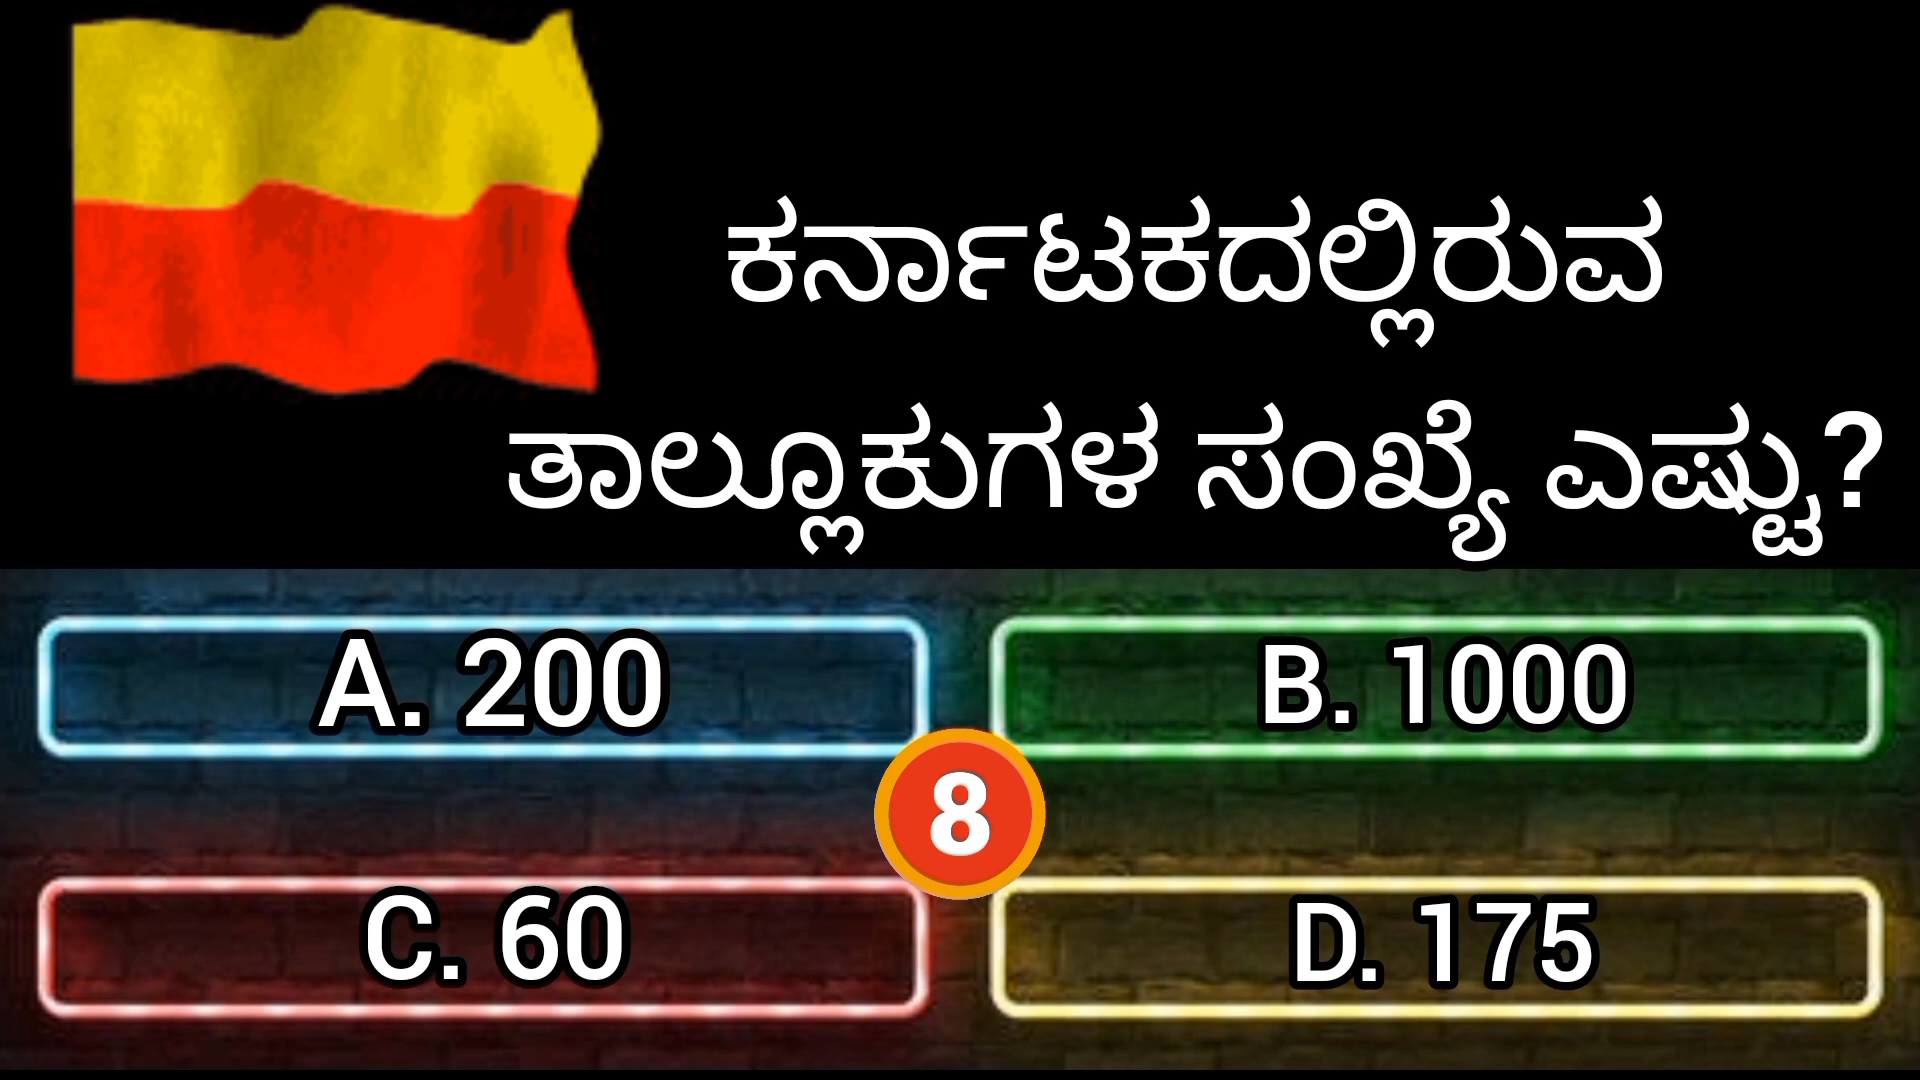 ಕರ್ನಾಟಕದಲ್ಲಿರುವ
ತಾಲ್ಲೂಕುಗಳ ಸಂಖ್ಯೆ ಎಷ್ಟು?
A. 200
B. 1000
8
C. 60
D. 175